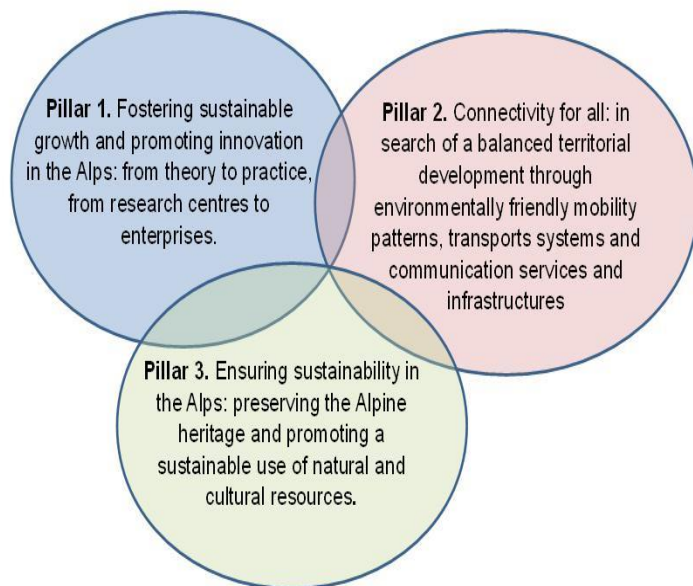 Pillar 1. Fostering sustainable
growth and promoting innovation
in the Alps: from theory to practice,
from research centres to
enterprises.
Pillar 2. Connectivity for all: in
search of a balanced territorial
development through
environmentally friendly mobility
patterns, transports systems and
communication services and
infrastructures
Pillar 3. Ensuring sustainability in
the Alps: preserving the Alpine
heritage and promoting a
sustainable use of natural and
cultural resources.